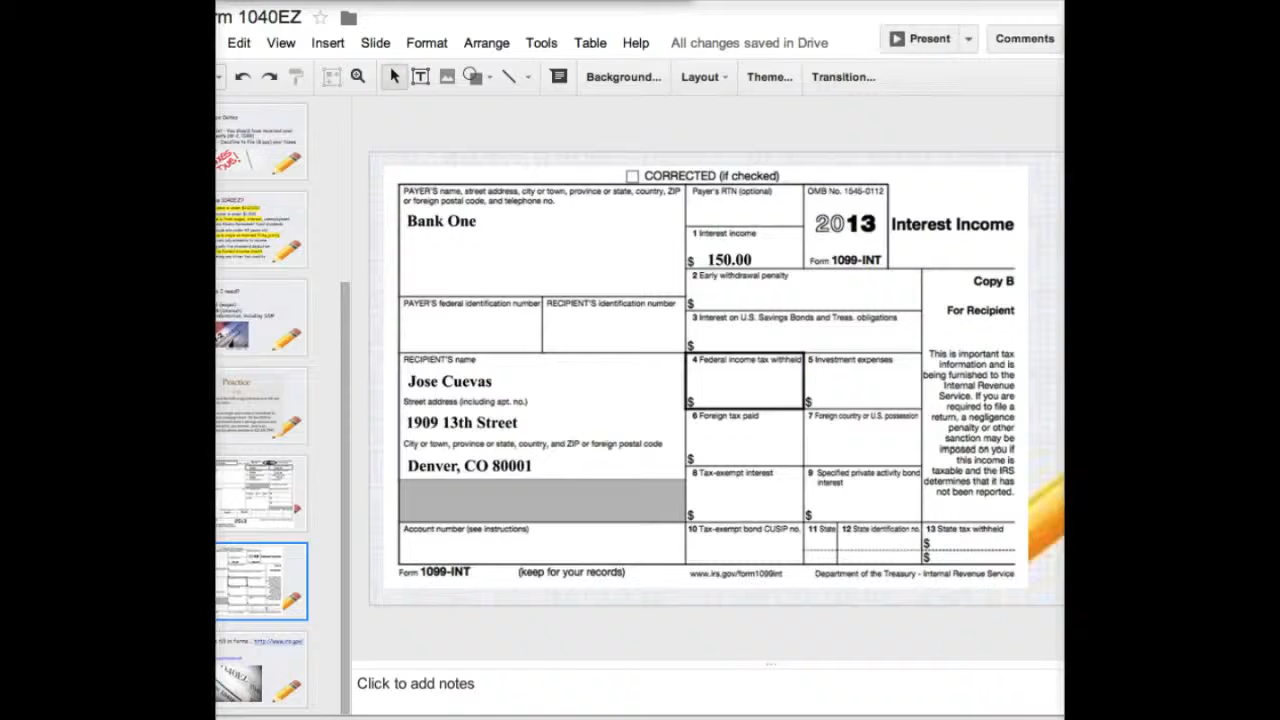 rm 1040EZ
Edit View Insert Slide Format Arrange Tools Table Help All changes saved in Drive
Present Comments
Background... Layout Theme... Transition...
CORRECTED (if checked)
PAYER'S name, street address, city or town, province or state, country, ZIP
or foreign postal code, and telephone no.
Bank One
Payer's RTN (optional)
OMB No. 1545-0112
2013
Form 1099-INT
Interest Income
1 Interest income
$ 150.00
2 Early withdrawal penalty
$
Copy B
For Recipient
PAYER'S federal identification number
RECIPIENT'S identification number
3 Interest on U.S. Savings Bonds and Treas. obligations
$
RECIPIENT'S name
Jose Cuevas
Street address (including apt. no.)
1909 13th Street
City or town, province or state, country, and ZIP or foreign postal code
Denver, CO 80001
4 Federal income tax withheld
$
5 Investment expenses
$
6 Foreign tax paid
$
7 Foreign country or U.S. possession
8 Tax-exempt interest
$
9 Specified private activity bond
interest
$
This is important tax
information and is
being furnished to the
Internal Revenue
Service. If you are
required to file a
return, a negligence
penalty or other
sanction may be
imposed on you if
this income is
taxable and the IRS
determines that it has
not been reported.
Account number (see instructions)
10 Tax-exempt bond CUSIP no.
11 State
12 State identification no.
13 State tax withheld
$
$
Form 1099-INT
(keep for your records)
www.irs.gov/form1099int
Department of the Treasury - Internal Revenue Service
Practice
2013
fill in forms... http://www.irs.gov/
1040EZ
Click to add notes